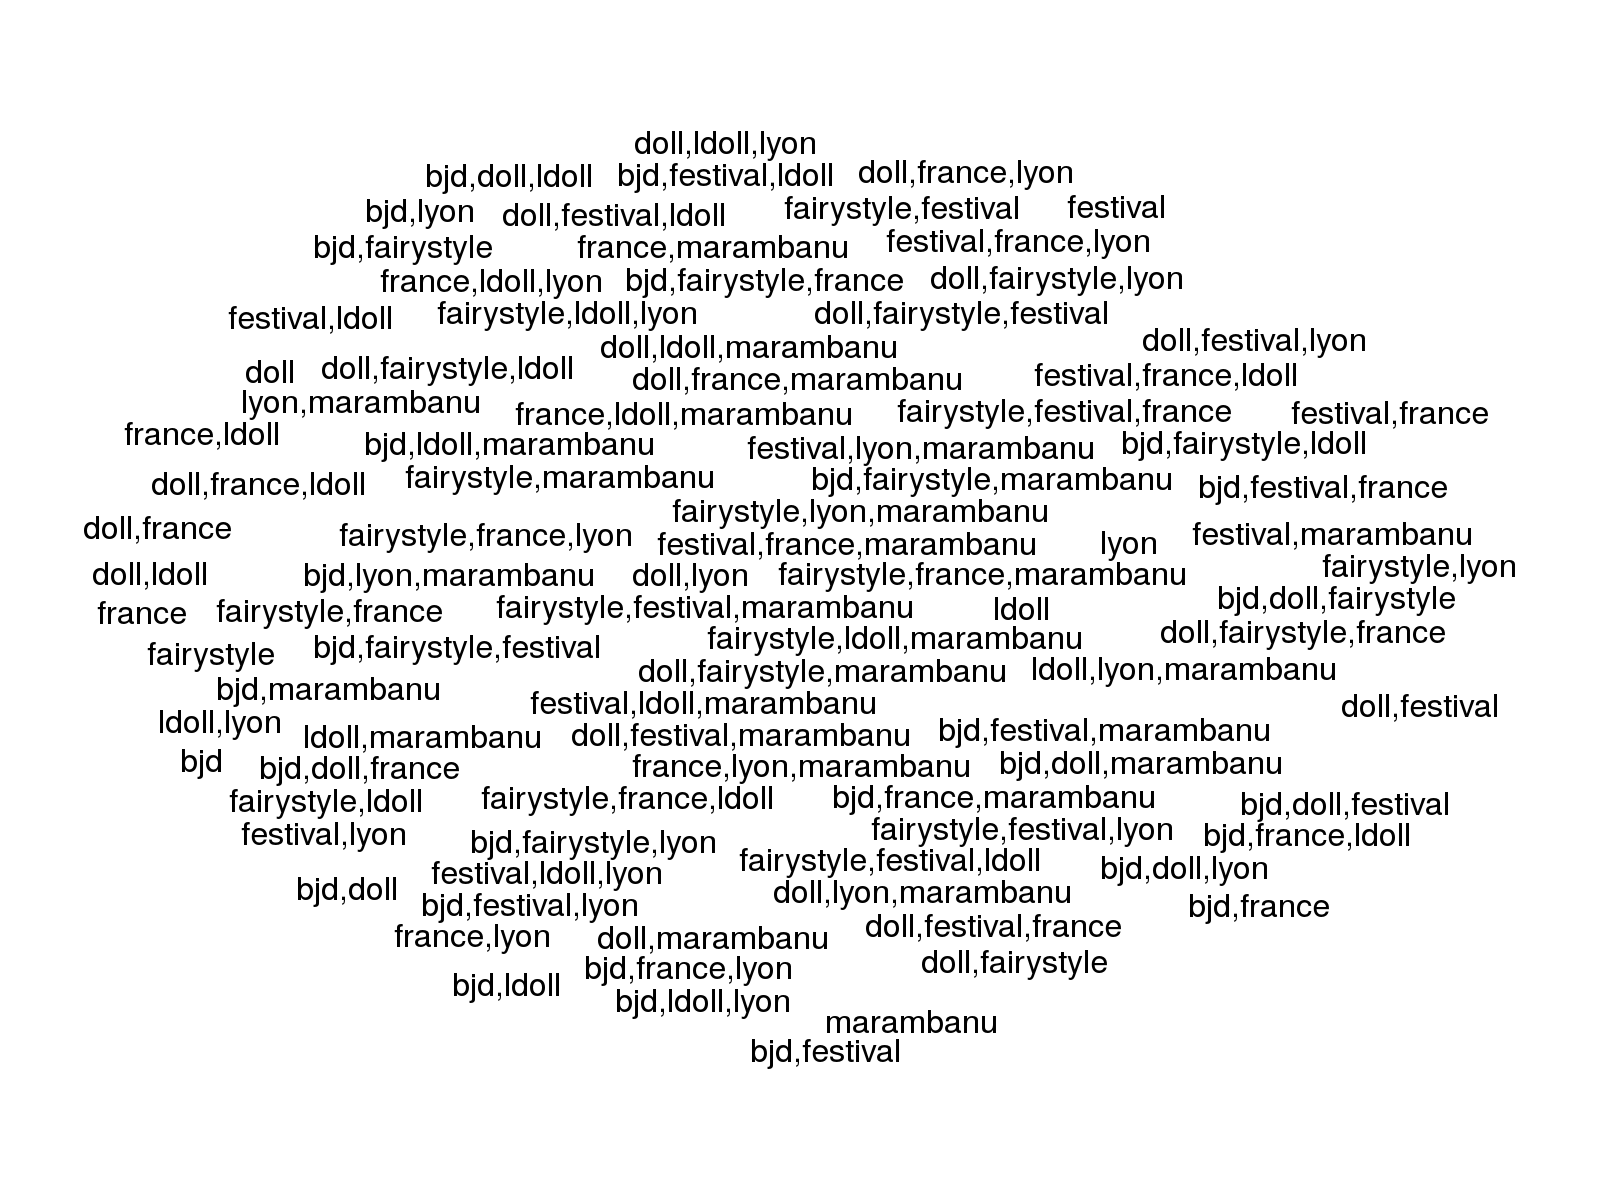 doll,ldoll,lyon
bjd,doll,ldoll bjd,festival,ldoll doll,france,lyon
bjd,lyon doll,festival,ldoll fairystyle,festival festival
bjd,fairystyle france,marambanu festival,france,lyon
france,ldoll,lyon bjd,fairystyle,france doll,fairystyle,lyon
festival,ldoll fairystyle,ldoll,lyon doll,fairystyle,festival
doll,ldoll,marambanu doll,festival,lyon
doll doll,fairystyle,ldoll doll,france,marambanu festival,france,ldoll
lyon,marambanu france,ldoll,marambanu fairystyle,festival,france festival,france
france,ldoll bjd,ldoll,marambanu festival,lyon,marambanu bjd,fairystyle,ldoll
doll,france,ldoll fairystyle,marambanu bjd,fairystyle,marambanu bjd,festival,france
fairystyle,lyon,marambanu
doll,france fairystyle,france,lyon festival,france,marambanu lyon festival,marambanu
doll,ldoll bjd,lyon,marambanu doll,lyon fairystyle,france,marambanu fairystyle,lyon
france fairystyle,france fairystyle,festival,marambanu ldoll bjd,doll,fairystyle
fairystyle bjd,fairystyle,festival fairystyle,ldoll,marambanu doll,fairystyle,france
doll,fairystyle,marambanu ldoll,lyon,marambanu
bjd,marambanu festival,ldoll,marambanu doll,festival
ldoll,lyon ldoll,marambanu doll,festival,marambanu bjd,festival,marambanu
bjd bjd,doll,france france,lyon,marambanu bjd,doll,marambanu
fairystyle,ldoll fairystyle,france,ldoll bjd,france,marambanu bjd,doll,festival
festival,lyon bjd,fairystyle,lyon fairystyle,festival,lyon bjd,france,ldoll
festival,ldoll,lyon fairystyle,festival,ldoll bjd,doll,lyon
bjd,doll bjd,festival,lyon doll,lyon,marambanu bjd,france
france,lyon doll,marambanu doll,festival,france
bjd,ldoll bjd,france,lyon doll,fairystyle
bjd,ldoll,lyon
marambanu
bjd,festival